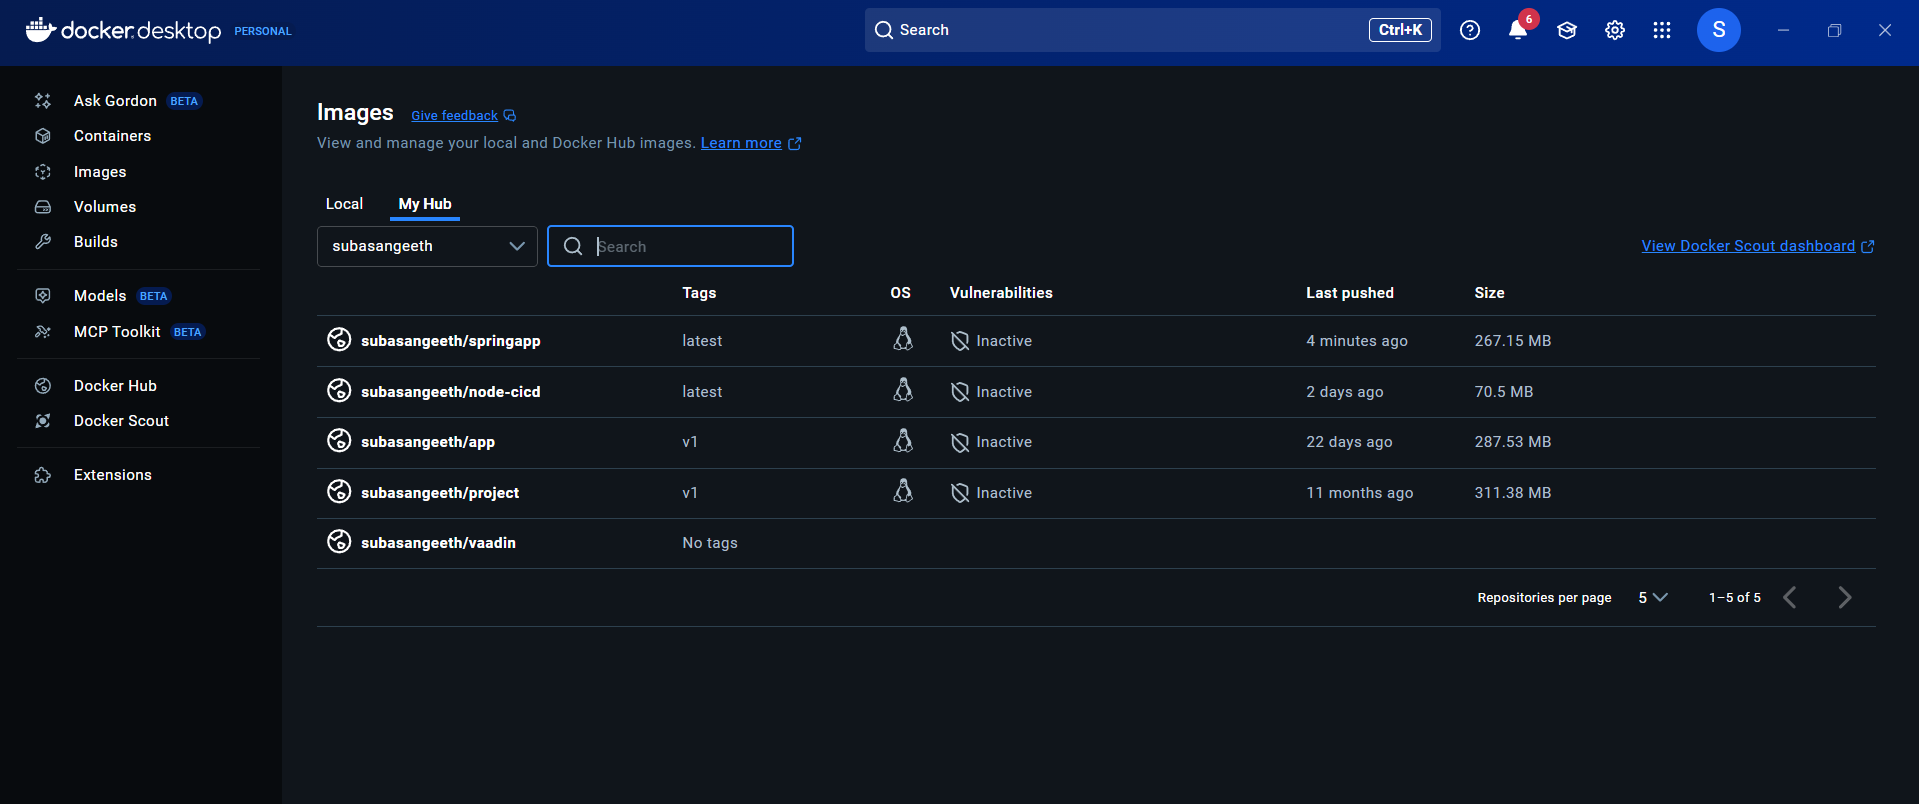 docker.desktop PERSONAL
Search Ctrl+K
6
S
Ask Gordon BETA
Containers
Images
Volumes
Builds
Models BETA
MCP Toolkit BETA
Docker Hub
Docker Scout
Extensions
Images Give feedback
View and manage your local and Docker Hub images. Learn more
Local My Hub
subasangeeth Search View Docker Scout dashboard
Tags OS Vulnerabilities Last pushed Size
subasangeeth/springapp latest Inactive 4 minutes ago 267.15 MB
subasangeeth/node-cicd latest Inactive 2 days ago 70.5 MB
subasangeeth/app v1 Inactive 22 days ago 287.53 MB
subasangeeth/project v1 Inactive 11 months ago 311.38 MB
subasangeeth/vaadin No tags
Repositories per page 5 1–5 of 5